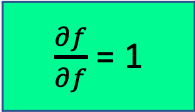 ∂f/∂f = 1